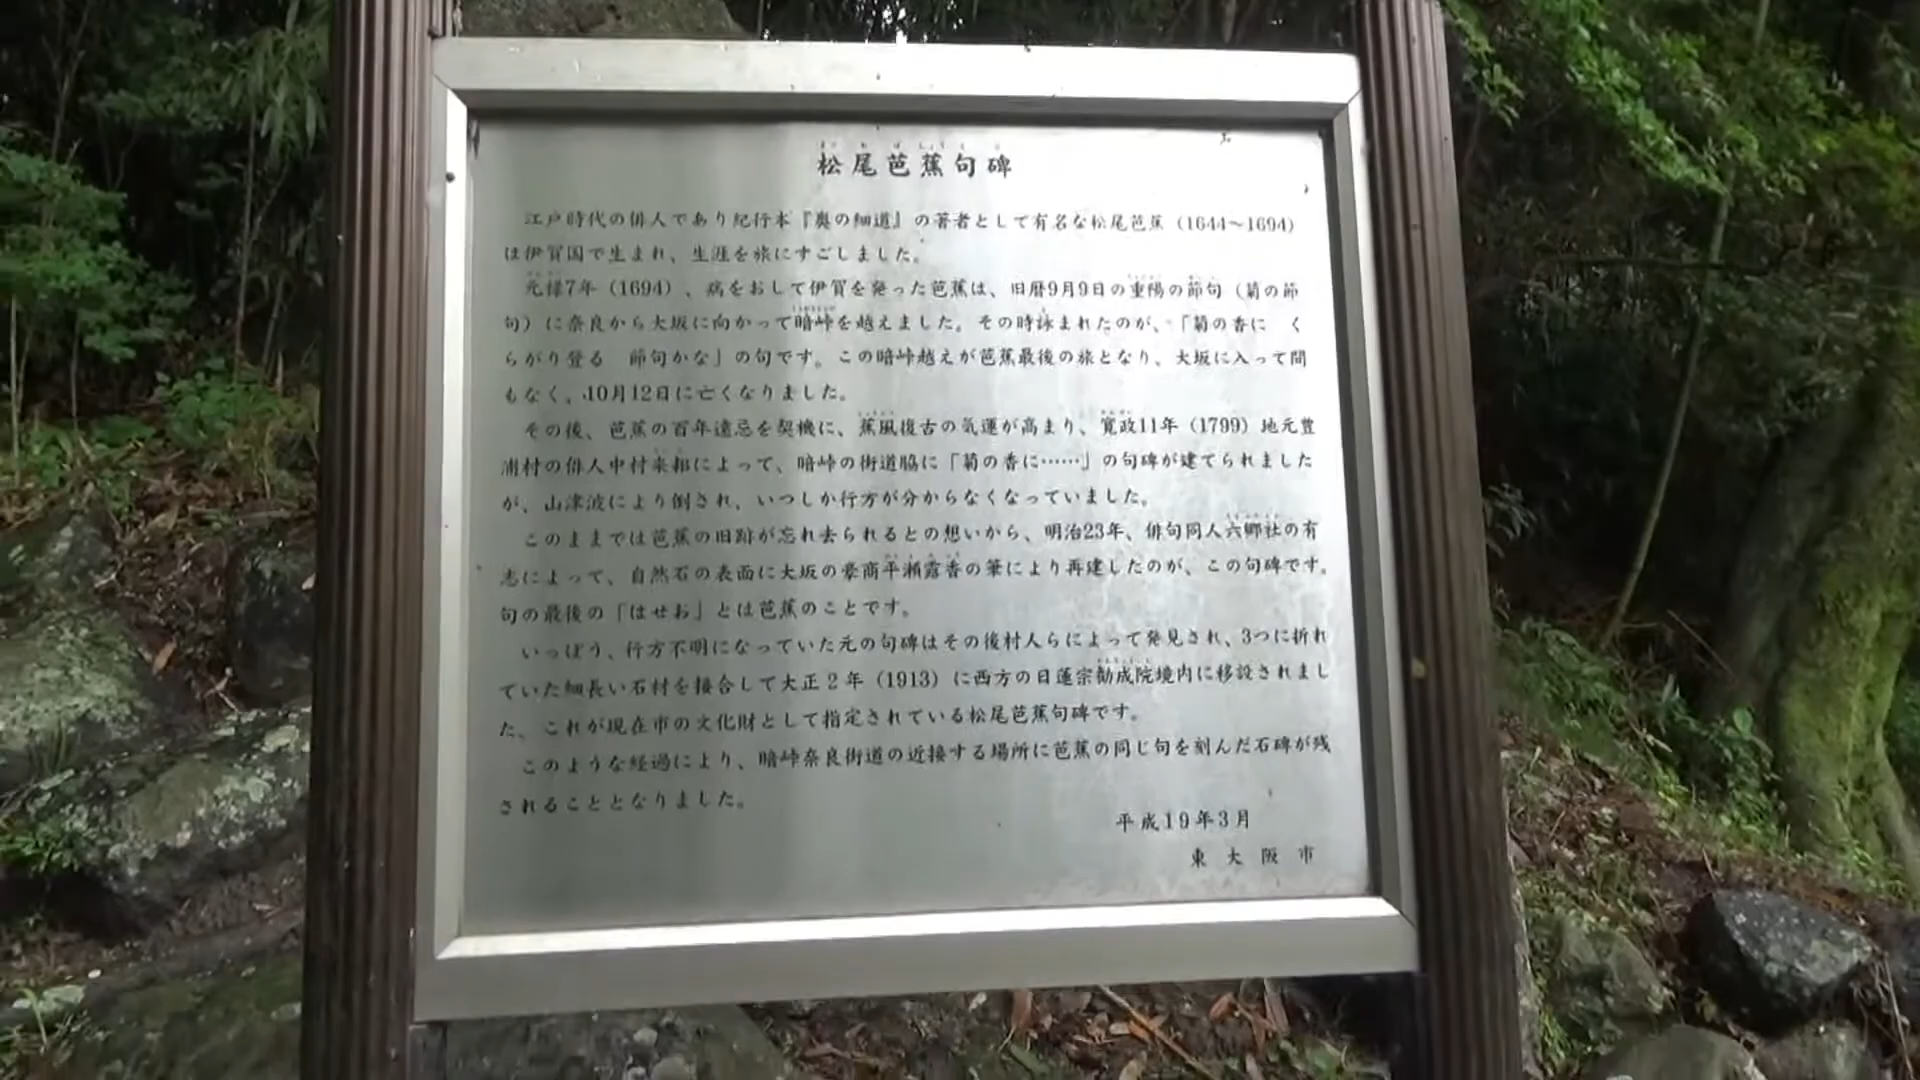 松尾芭蕉句碑
江戸時代の俳人であり紀行本『奥の細道』の著者として有名な松尾芭蕉（1644～1694）
は伊賀国で生まれ、生涯を旅にすごしました。
元禄7年（1694）、病をおして伊賀を発った芭蕉は、旧暦9月9日の重陽の節句（菊の節
句）に奈良から大坂に向かって暗峠を越えました。その時詠まれたのが、「菊の香に　く
らがり登る　節句かな」の句です。この暗峠越えが芭蕉最後の旅となり、大坂に入って間
もなく、10月12日に亡くなりました。
その後、芭蕉の百年遠忌を契機に、蕉風復古の気運が高まり、寛政11年（1799）地元豊
浦村の俳人中村来耜によって、暗峠の街道脇に「菊の香に……」の句碑が建てられました
が、山津波により倒され、いつしか行方が分からなくなっていました。
このままでは芭蕉の旧跡が忘れ去られるとの想いから、明治23年、俳句同人六郷社の有
志によって、自然石の表面に大坂の豪商平瀬露香の筆により再建したのが、この句碑です。
句の最後の「はせお」とは芭蕉のことです。
いっぽう、行方不明になっていた元の句碑はその後村人らによって発見され、3つに折れ
ていた細長い石材を接合して大正２年（1913）に西方の日蓮宗勧成院境内に移設されまし
た、これが現在市の文化財として指定されている松尾芭蕉句碑です。
このような経過により、暗峠奈良街道の近接する場所に芭蕉の同じ句を刻んだ石碑が残
されることとなりました。
平成19年3月
東大阪市